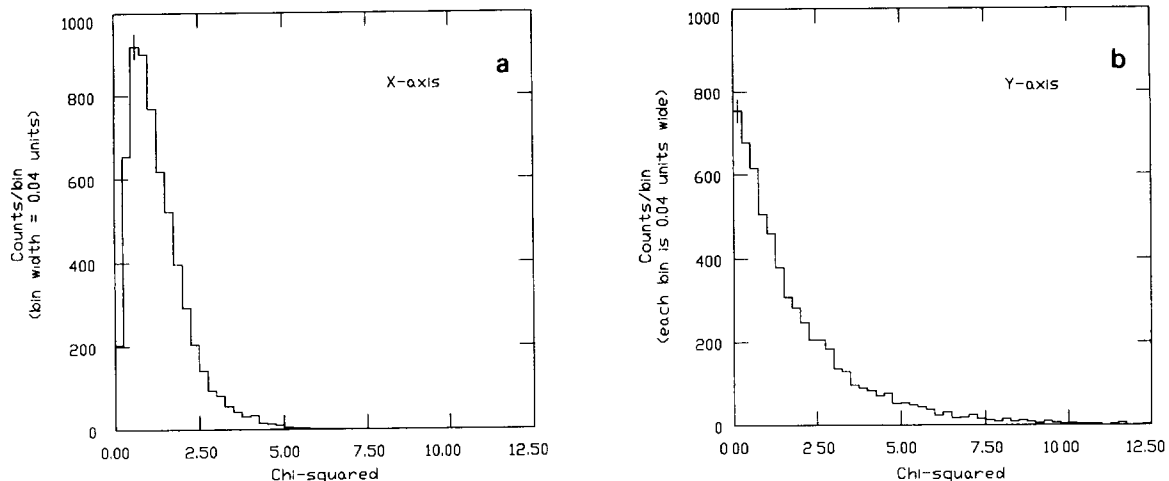 1000
800
600
400
200
0
Counts/bin
(bin width = 0.04 units)
a
X-axis
0.00 2.50 5.00 7.50 10.00 12.50
Chi-squared
1000
800
600
400
200
0
Counts/bin
(each bin is 0.04 units wide)
b
Y-axis
0.00 2.50 5.00 7.50 10.00 12.50
Chi-squared